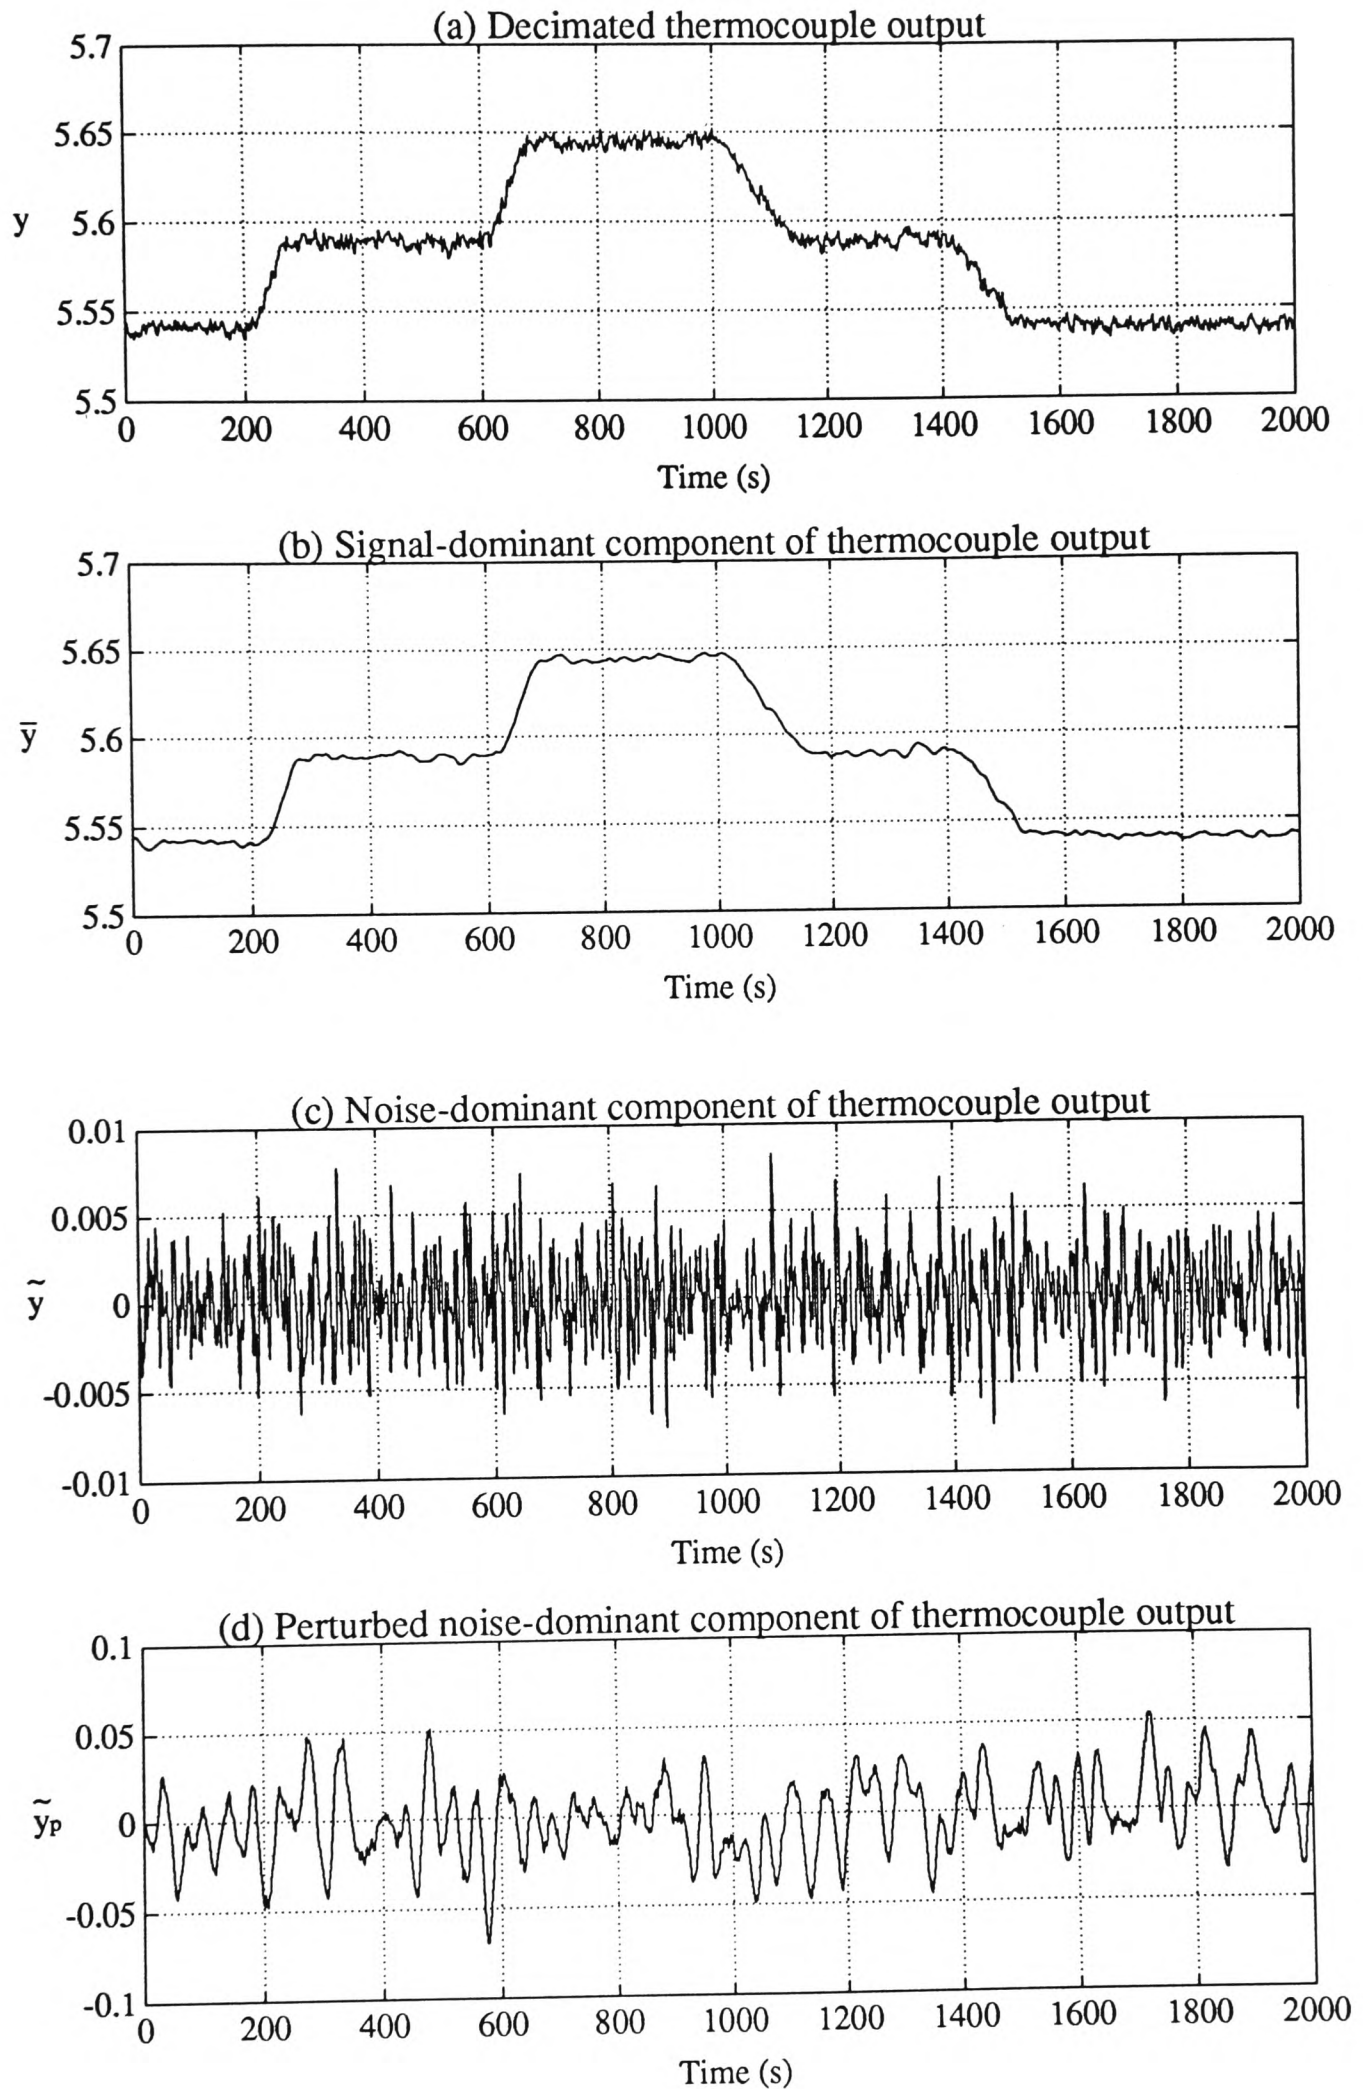 (a) Decimated thermocouple output
5.7
5.65
y
5.6
5.55
5.5
0 200 400 600 800 1000 1200 1400 1600 1800 2000
Time (s)
(b) Signal-dominant component of thermocouple output
5.7
5.65
ȳ
5.6
5.55
5.5
0 200 400 600 800 1000 1200 1400 1600 1800 2000
Time (s)
(c) Noise-dominant component of thermocouple output
0.01
0.005
ỹ
0
-0.005
-0.01
0 200 400 600 800 1000 1200 1400 1600 1800 2000
Time (s)
(d) Perturbed noise-dominant component of thermocouple output
0.1
0.05
ỹp
0
-0.05
-0.1
0 200 400 600 800 1000 1200 1400 1600 1800 2000
Time (s)